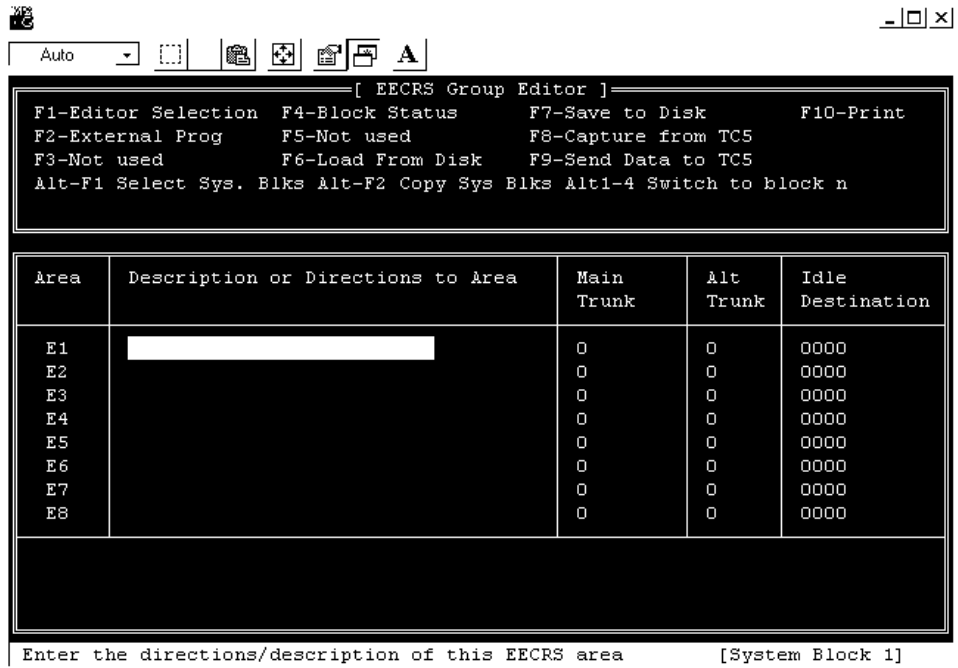 Auto
A
[ EECRS Group Editor ]
F1-Editor Selection F4-Block Status F7-Save to Disk F10-Print
F2-External Prog F5-Not used F8-Capture from TC5
F3-Not used F6-Load From Disk F9-Send Data to TC5
Alt-F1 Select Sys. Blks Alt-F2 Copy Sys Blks Alt1-4 Switch to block n
Area Description or Directions to Area Main Alt Idle
Trunk Trunk Destination
E1 0 0 0000
E2 0 0 0000
E3 0 0 0000
E4 0 0 0000
E5 0 0 0000
E6 0 0 0000
E7 0 0 0000
E8 0 0 0000
Enter the directions/description of this EECRS area [System Block 1]